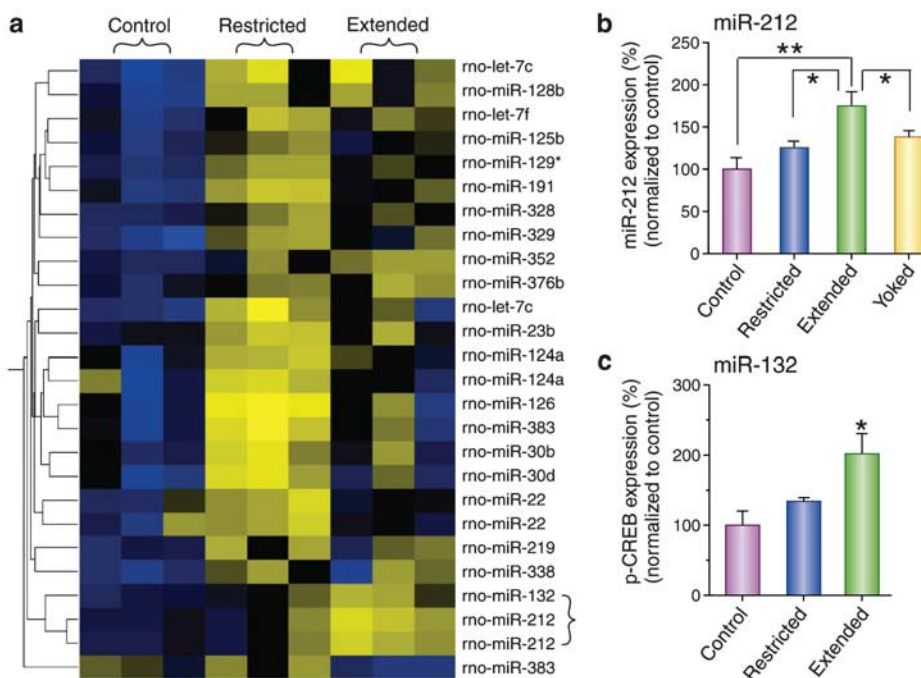 a
Control Restricted Extended
rno-let-7c
rno-miR-128b
rno-let-7f
rno-miR-125b
rno-miR-129*
rno-miR-191
rno-miR-328
rno-miR-329
rno-miR-352
rno-miR-376b
rno-let-7c
rno-miR-23b
rno-miR-124a
rno-miR-124a
rno-miR-126
rno-miR-383
rno-miR-30b
rno-miR-30d
rno-miR-22
rno-miR-22
rno-miR-219
rno-miR-338
rno-miR-132
rno-miR-212
rno-miR-212
rno-miR-383
b miR-212
miR-212 expression (%)
(normalized to control)
250
200
150
100
50
0
**
* *
Control Restricted Extended Yoked
c miR-132
p-CREB expression (%)
(normalized to control)
300
200
100
0
*
Control Restricted Extended